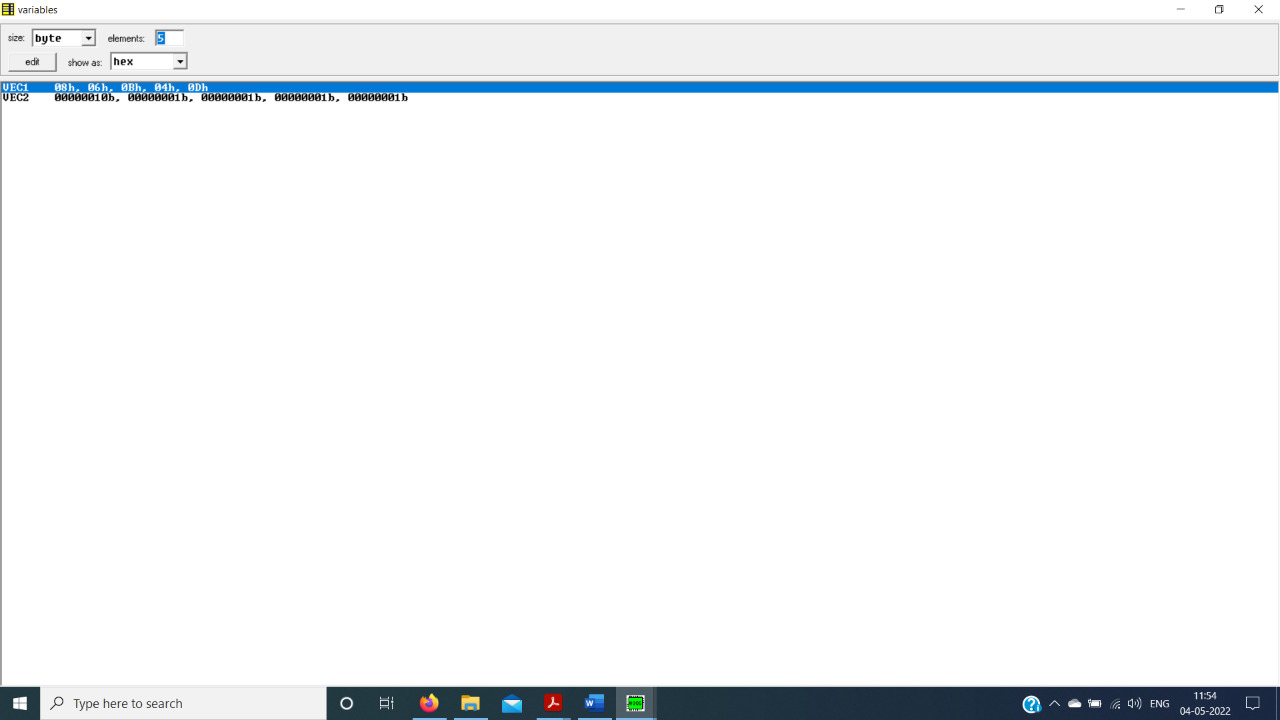 variables
size: byte elements: 5
edit show as: hex
VEC1 08h, 06h, 0Bh, 04h, 0Dh
VEC2 00000010b, 00000001b, 00000001b, 00000001b, 00000001b
Type here to search
ENG
11:54
04-05-2022